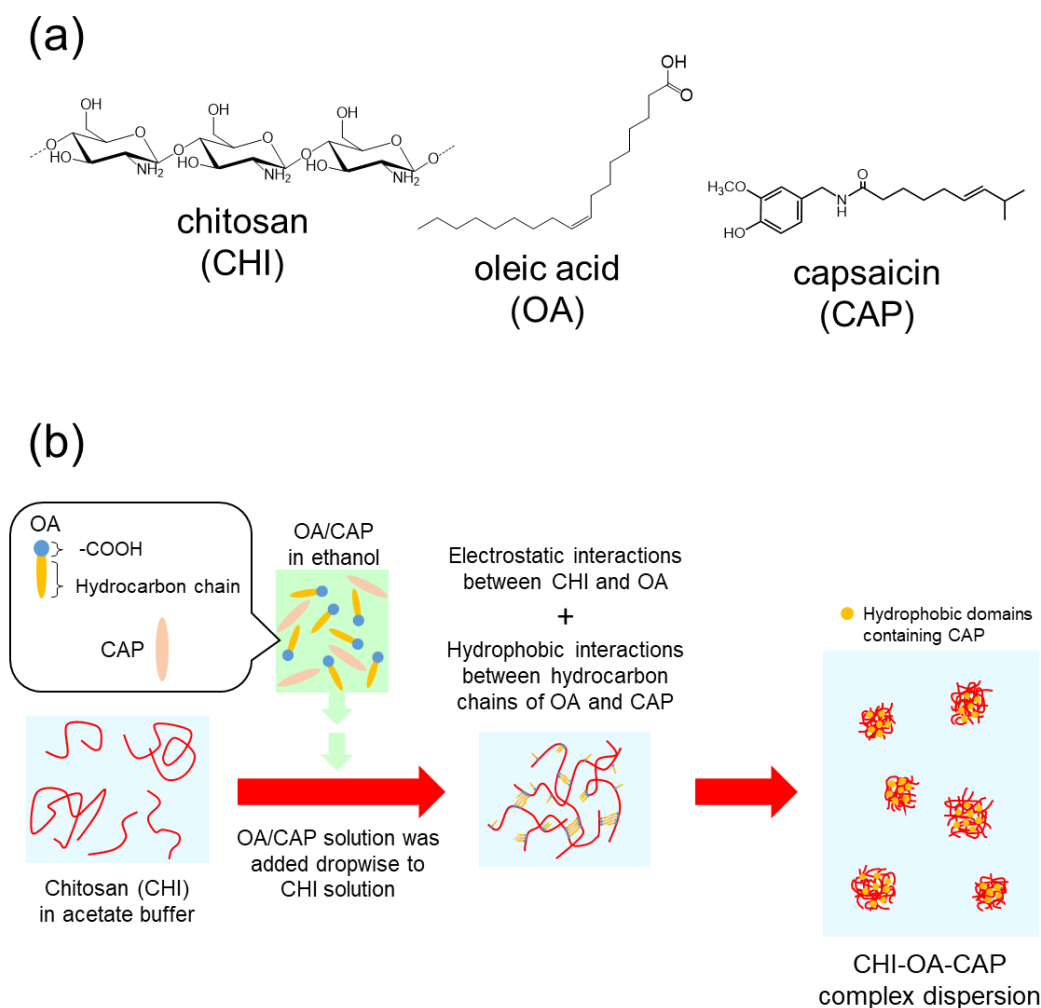 (a)
OH
OH
OH
O
O
O
O
O
O
O
HO
HO
HO
NH2
NH2
NH2
chitosan
(CHI)
OH
O
oleic acid
(OA)
O
H3CO
N
H
HO
capsaicin
(CAP)
(b)
OA
-COOH
Hydrocarbon chain
CAP
OA/CAP
in ethanol
Electrostatic interactions
between CHI and OA
+
Hydrophobic interactions
between hydrocarbon
chains of OA and CAP
Hydrophobic domains
containing CAP
OA/CAP solution was
added dropwise to
CHI solution
Chitosan (CHI)
in acetate buffer
CHI-OA-CAP
complex dispersion